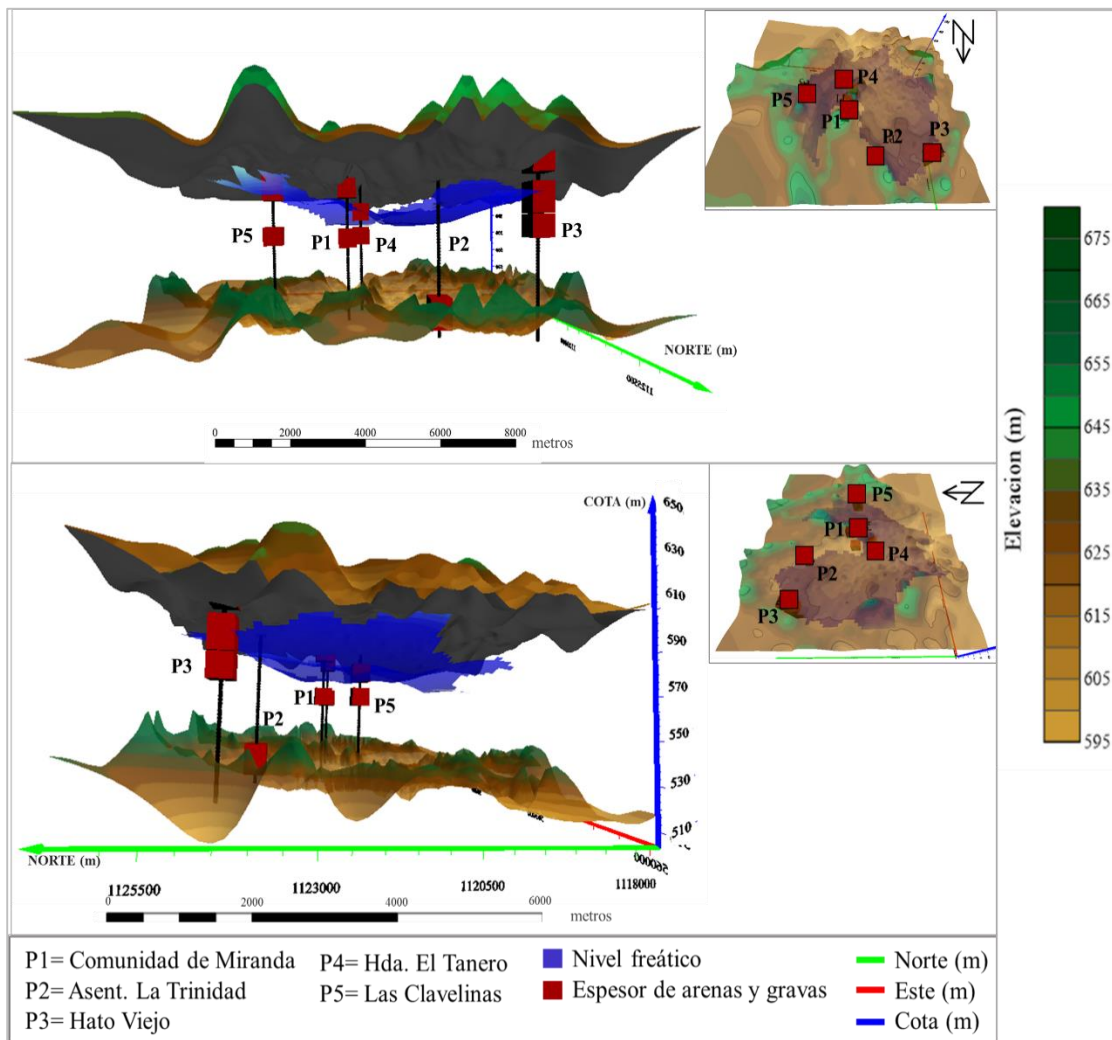 N
P4
P5
P1
P2
P3
P5
P1
P4
P2
P3
NORTE (m)
1125500
0 2000 4000 6000 8000 metros
Elevacion (m)
675
665
655
645
635
625
615
605
595
COTA (m)
650
630
610
590
570
550
530
510
N
P5
P1
P4
P2
P3
P3
P2
P1
P5
NORTE (m)
560000
1125500 1123000 1120500 1118000
0 2000 4000 6000 metros
P1= Comunidad de Miranda
P2= Asent. La Trinidad
P3= Hato Viejo
P4= Hda. El Tanero
P5= Las Clavelinas
Nivel freático
Espesor de arenas y gravas
Norte (m)
Este (m)
Cota (m)